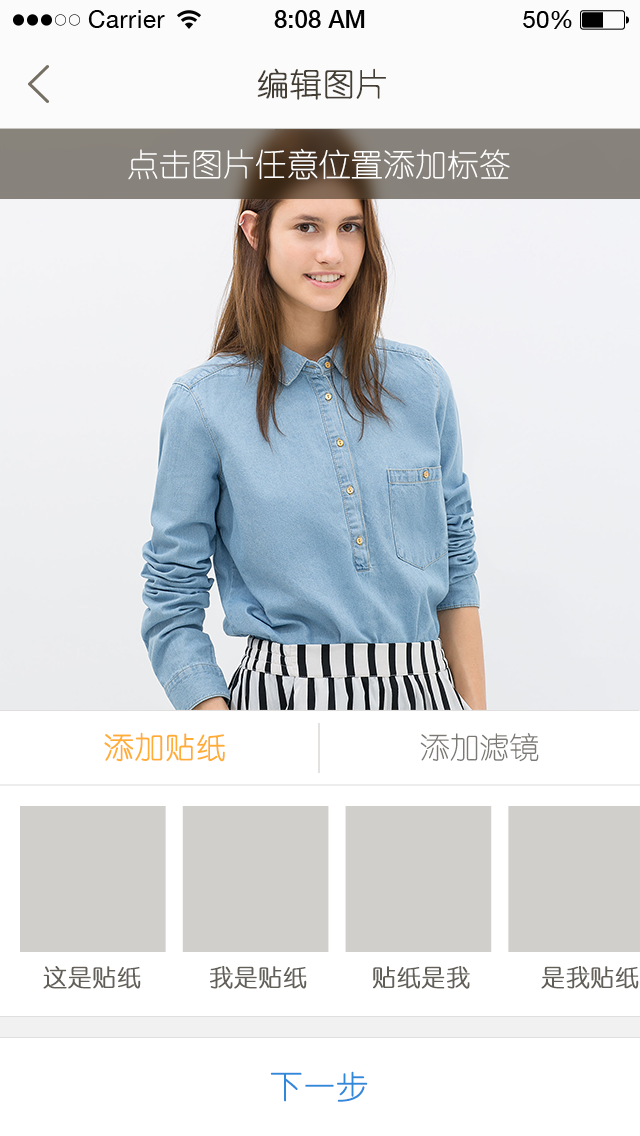 Carrier 8:08 AM 50%
编辑图片
点击图片任意位置添加标签
添加贴纸 添加滤镜
这是贴纸 我是贴纸 贴纸是我 是我贴纸
下一步